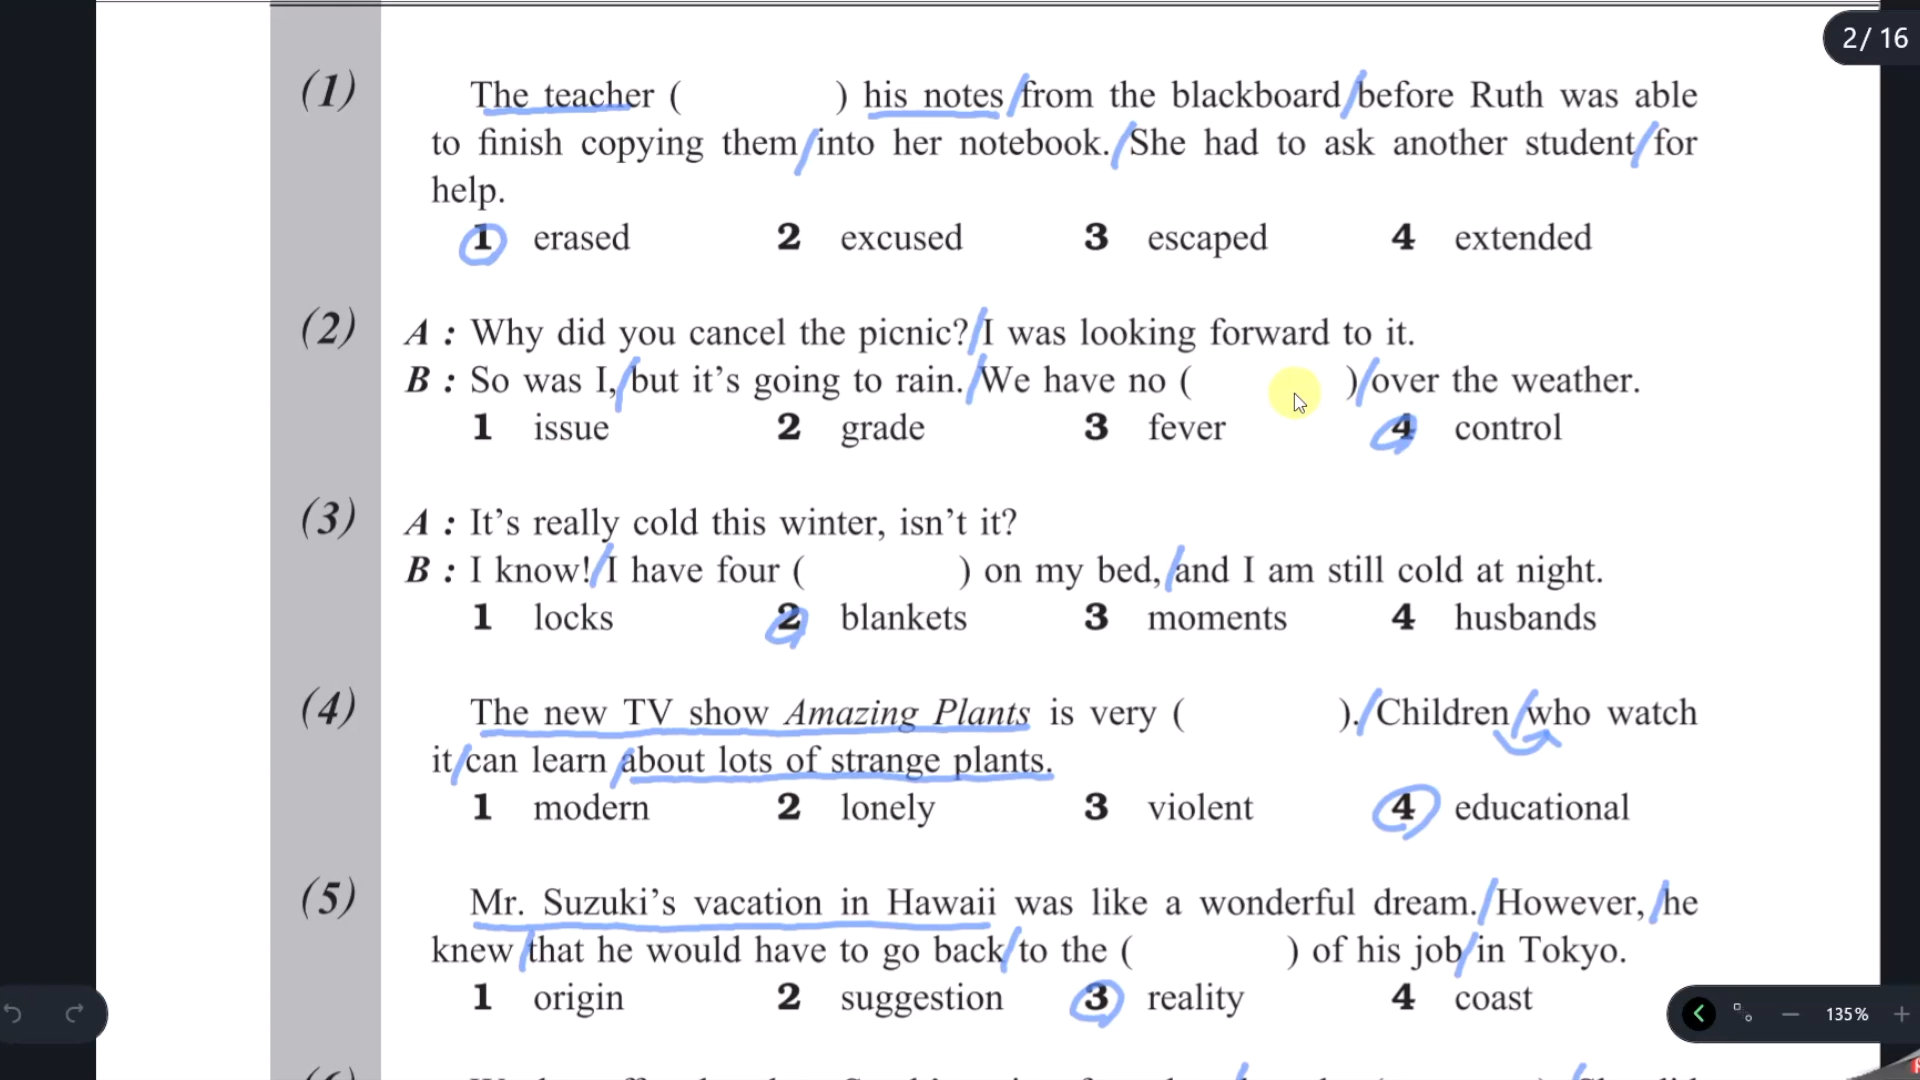 2/ 16
(1) The teacher ( ) his notes from the blackboard before Ruth was able
to finish copying them into her notebook. She had to ask another student for
help.
1 erased 2 excused 3 escaped 4 extended
(2) A : Why did you cancel the picnic? I was looking forward to it.
B : So was I, but it's going to rain. We have no ( ) over the weather.
1 issue 2 grade 3 fever 4 control
(3) A : It's really cold this winter, isn't it?
B : I know! I have four ( ) on my bed, and I am still cold at night.
1 locks 2 blankets 3 moments 4 husbands
(4) The new TV show Amazing Plants is very ( ). Children who watch
it can learn about lots of strange plants.
1 modern 2 lonely 3 violent 4 educational
(5) Mr. Suzuki's vacation in Hawaii was like a wonderful dream. However, he
knew that he would have to go back to the ( ) of his job in Tokyo.
1 origin 2 suggestion 3 reality 4 coast
135%